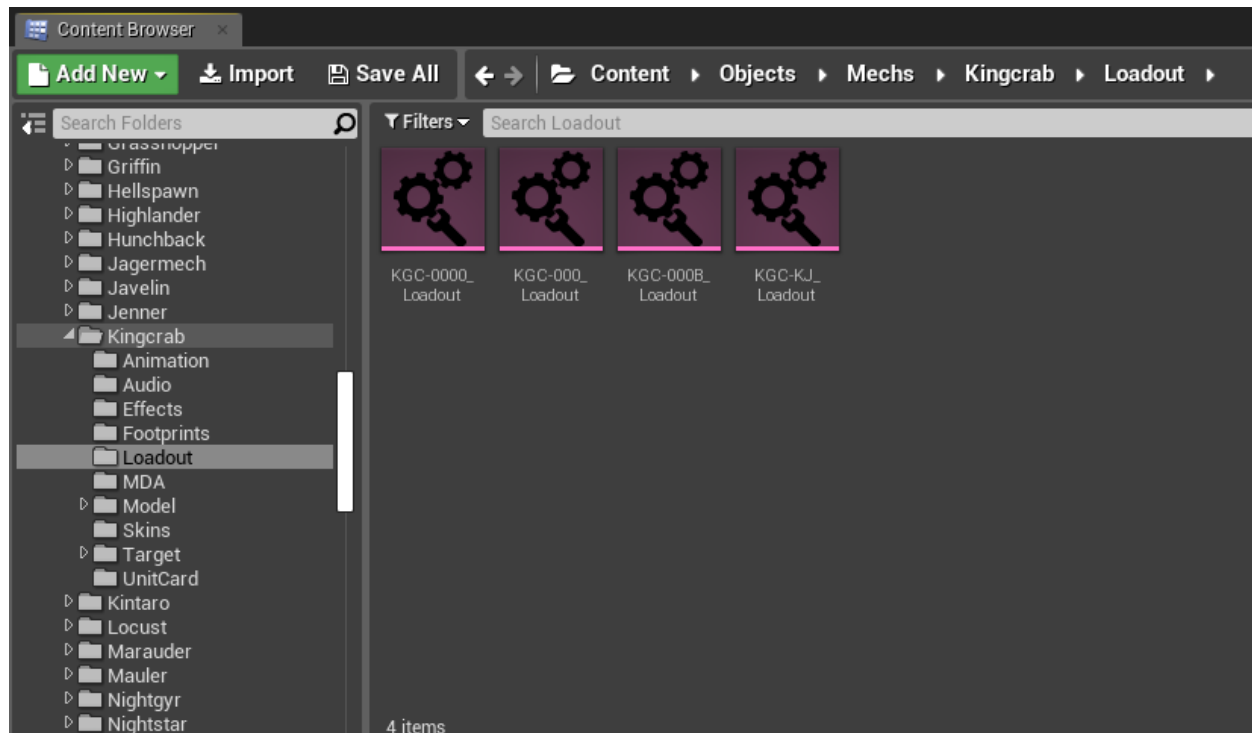 Content Browser
Add New
Import
Save All
Content
Objects
Mechs
Kingcrab
Loadout
Search Folders
Filters
Search Loadout
Grasshopper
Griffin
Hellspawn
Highlander
Hunchback
Jagermech
Javelin
Jenner
Kingcrab
Animation
Audio
Effects
Footprints
Loadout
MDA
Model
Skins
Target
UnitCard
Kintaro
Locust
Marauder
Mauler
Nightgyr
Nightstar
KGC-0000_
Loadout
KGC-000_
Loadout
KGC-000B_
Loadout
KGC-KJ_
Loadout
4 items